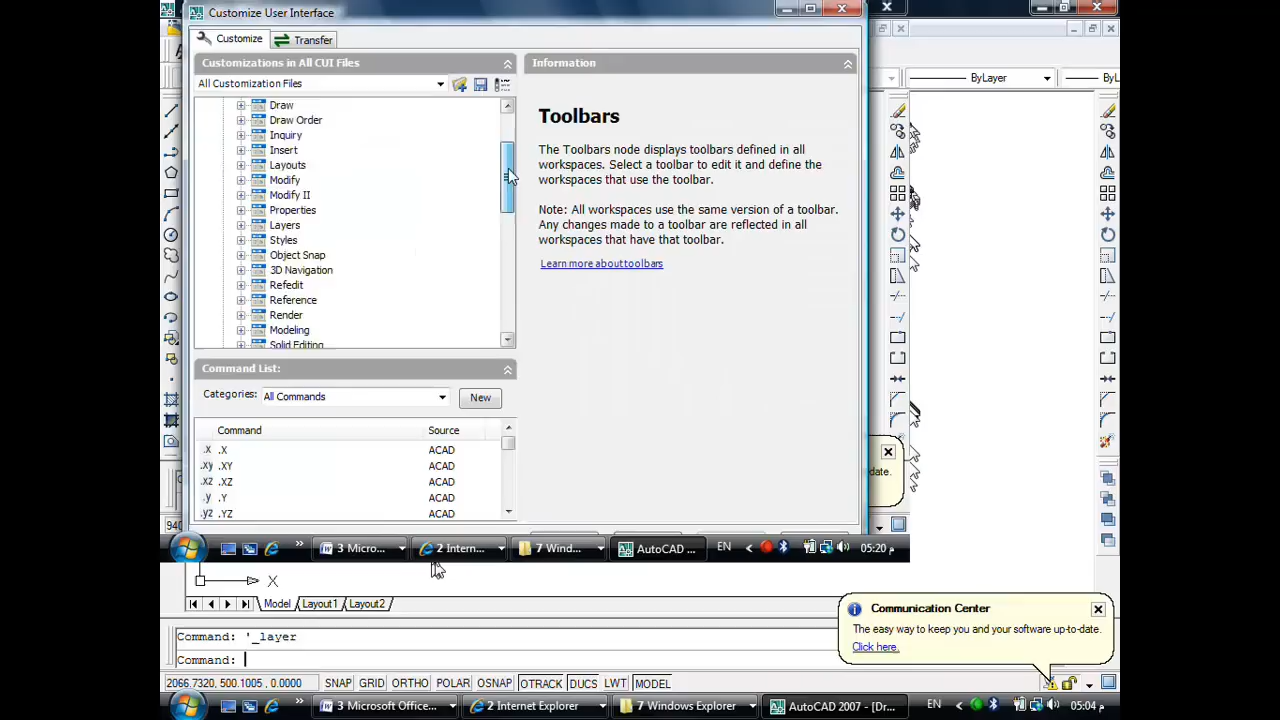 Customize User Interface
Customize
Transfer
Customizations in All CUI Files
All Customization Files
Draw
Draw Order
Inquiry
Insert
Layouts
Modify
Modify II
Properties
Layers
Styles
Object Snap
3D Navigation
Refedit
Reference
Render
Modeling
Solid Editing
Information
Toolbars
The Toolbars node displays toolbars defined in all
workspaces. Select a toolbar to edit it and define the
workspaces that use the toolbar.
Note: All workspaces use the same version of a toolbar.
Any changes made to a toolbar are reflected in all
workspaces that have that toolbar.
Learn more about toolbars
Command List:
Categories: All Commands
New
Command Source
.x .X ACAD
.xy .XY ACAD
.xz .XZ ACAD
.y .Y ACAD
.yz .YZ ACAD
ByLayer
ByL
date.
940
3 Micro...
2 Intern...
7 Wind...
AutoCAD ...
EN
05:20 م
X
Model
Layout1
Layout2
Command: '_layer
Command:
Communication Center
The easy way to keep you and your software up-to-date.
Click here.
2066.7320, 500.1005 , 0.0000
SNAP GRID ORTHO POLAR OSNAP OTRACK DUCS LWT MODEL
3 Microsoft Office...
2 Internet Explorer
7 Windows Explorer
AutoCAD 2007 - [Dr...
EN
05:04 م